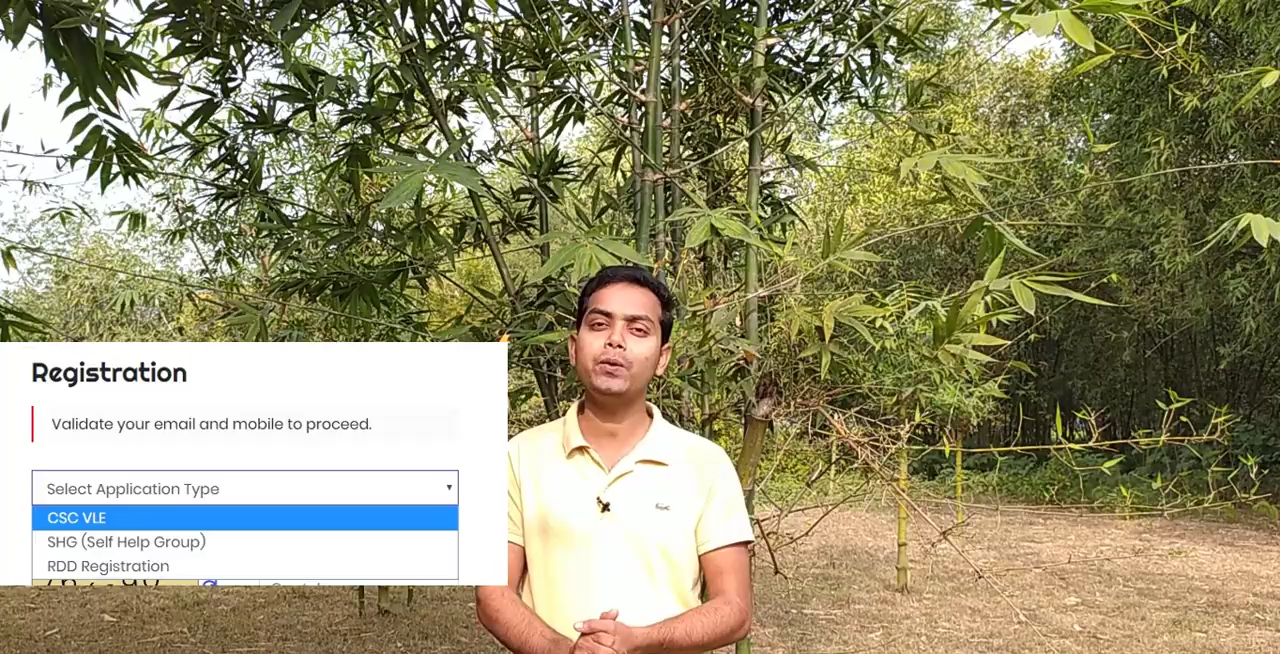 Registration
Validate your email and mobile to proceed.
Select Application Type
CSC VLE
SHG (Self Help Group)
RDD Registration